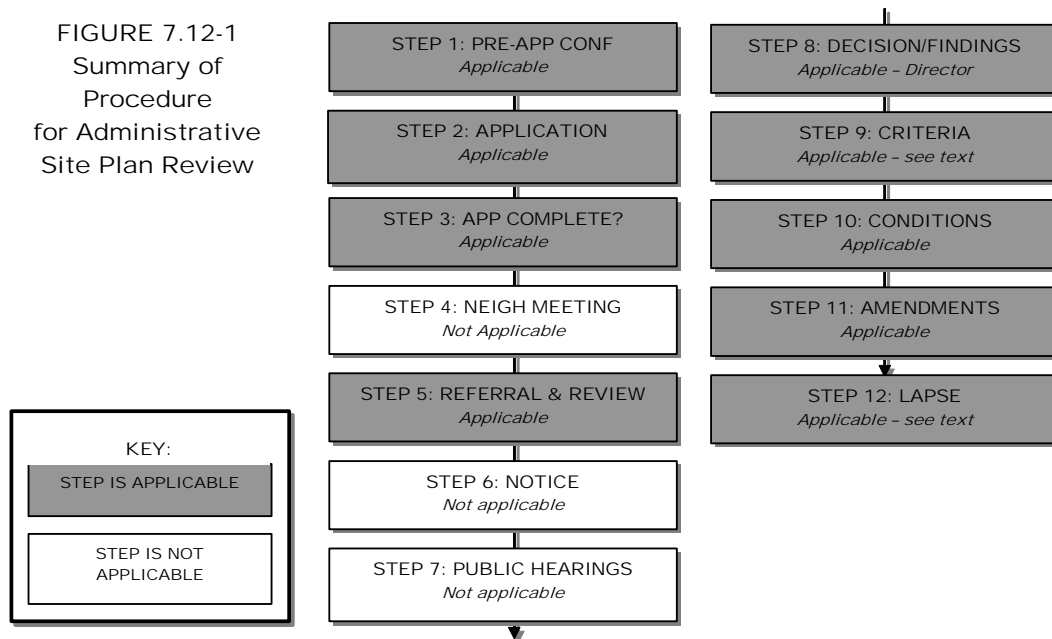 FIGURE 7.12-1
Summary of
Procedure
for Administrative
Site Plan Review
STEP 1: PRE-APP CONF
Applicable
STEP 2: APPLICATION
Applicable
STEP 3: APP COMPLETE?
Applicable
STEP 4: NEIGH MEETING
Not Applicable
STEP 5: REFERRAL & REVIEW
Applicable
STEP 6: NOTICE
Not applicable
STEP 7: PUBLIC HEARINGS
Not applicable
STEP 8: DECISION/FINDINGS
Applicable – Director
STEP 9: CRITERIA
Applicable – see text
STEP 10: CONDITIONS
Applicable
STEP 11: AMENDMENTS
Applicable
STEP 12: LAPSE
Applicable – see text
KEY:
STEP IS APPLICABLE
STEP IS NOT
APPLICABLE